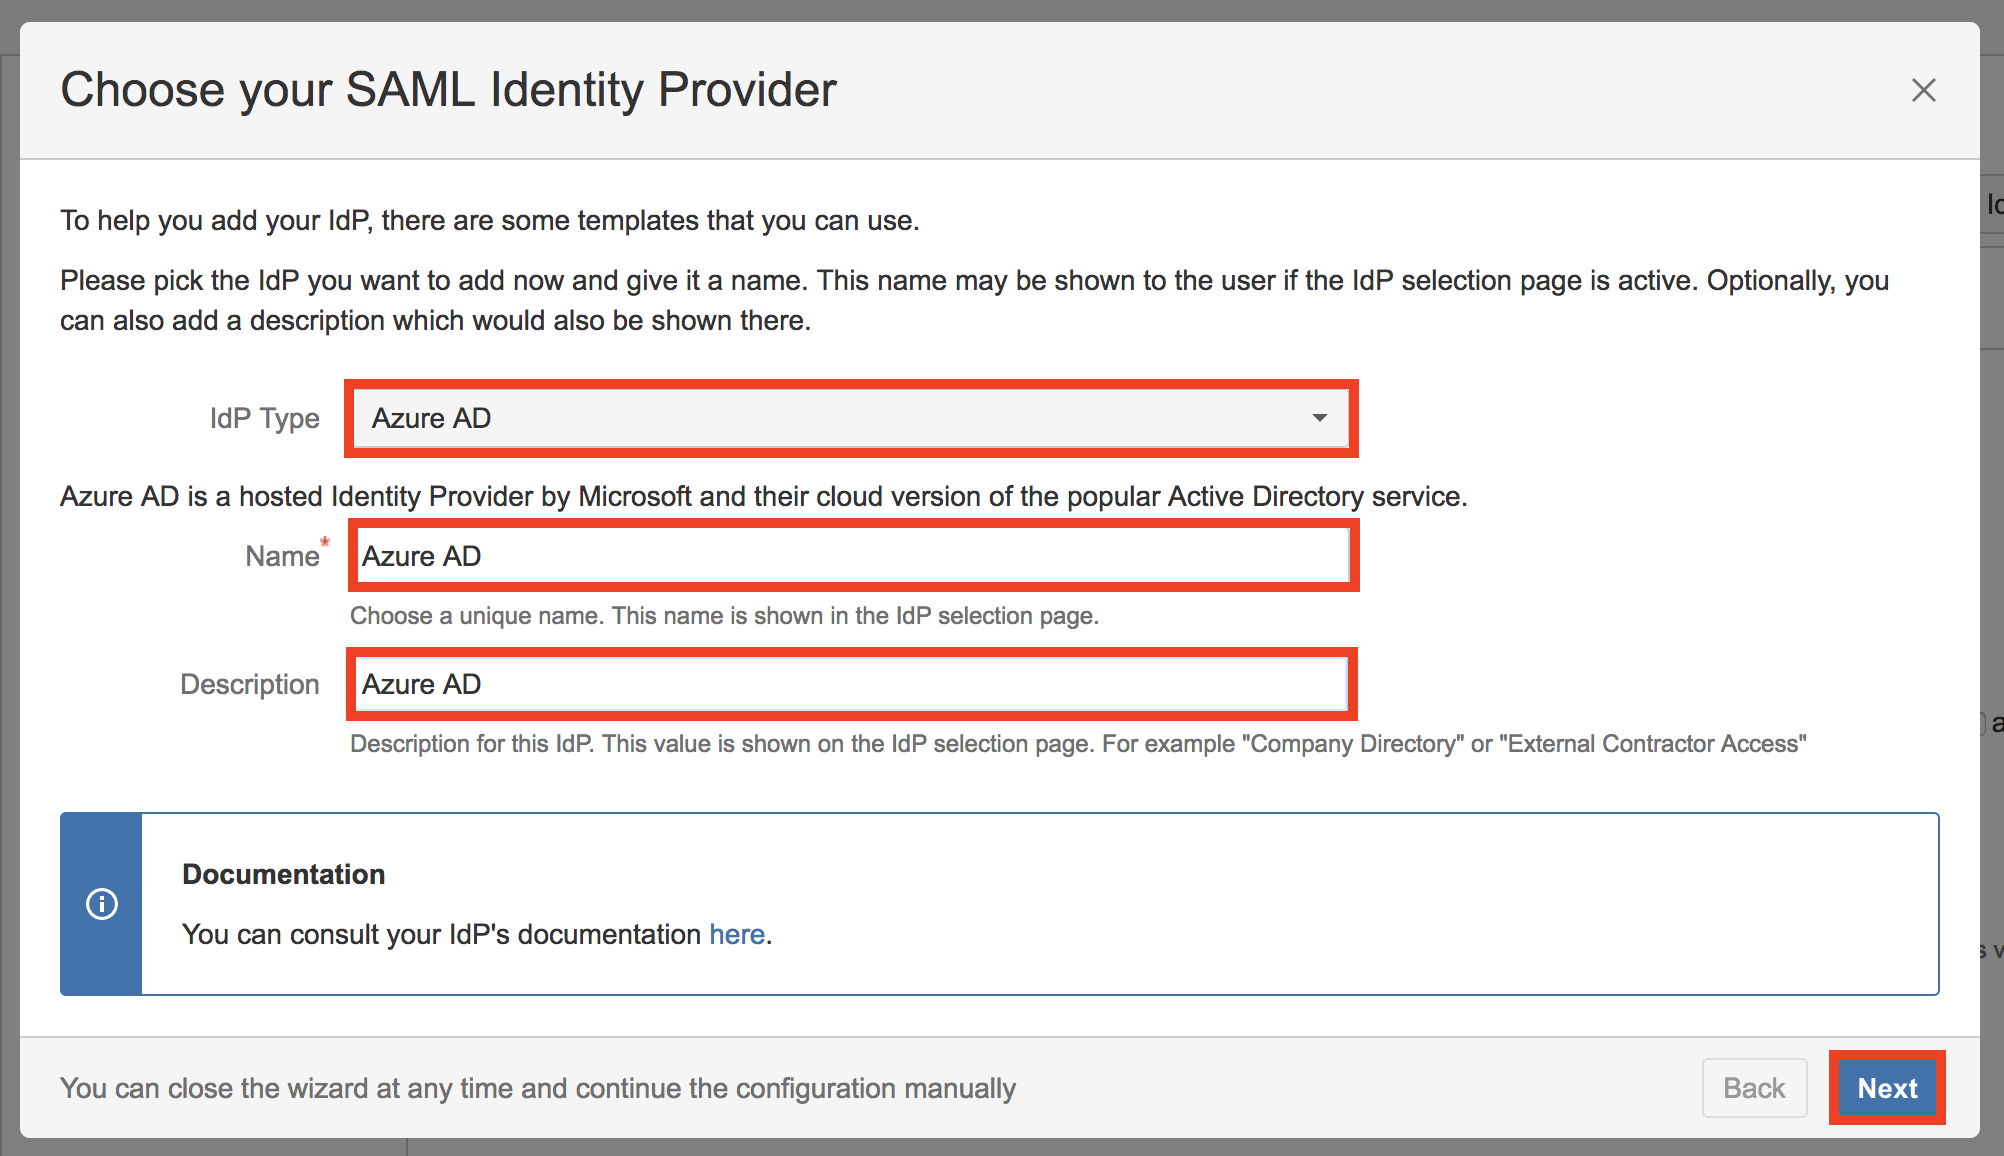 Choose your SAML Identity Provider
To help you add your IdP, there are some templates that you can use.
Please pick the IdP you want to add now and give it a name. This name may be shown to the user if the IdP selection page is active. Optionally, you
can also add a description which would also be shown there.
IdP Type Azure AD
Azure AD is a hosted Identity Provider by Microsoft and their cloud version of the popular Active Directory service.
Name* Azure AD
Choose a unique name. This name is shown in the IdP selection page.
Description Azure AD
Description for this IdP. This value is shown on the IdP selection page. For example "Company Directory" or "External Contractor Access"
Documentation
You can consult your IdP's documentation here.
You can close the wizard at any time and continue the configuration manually
Back Next